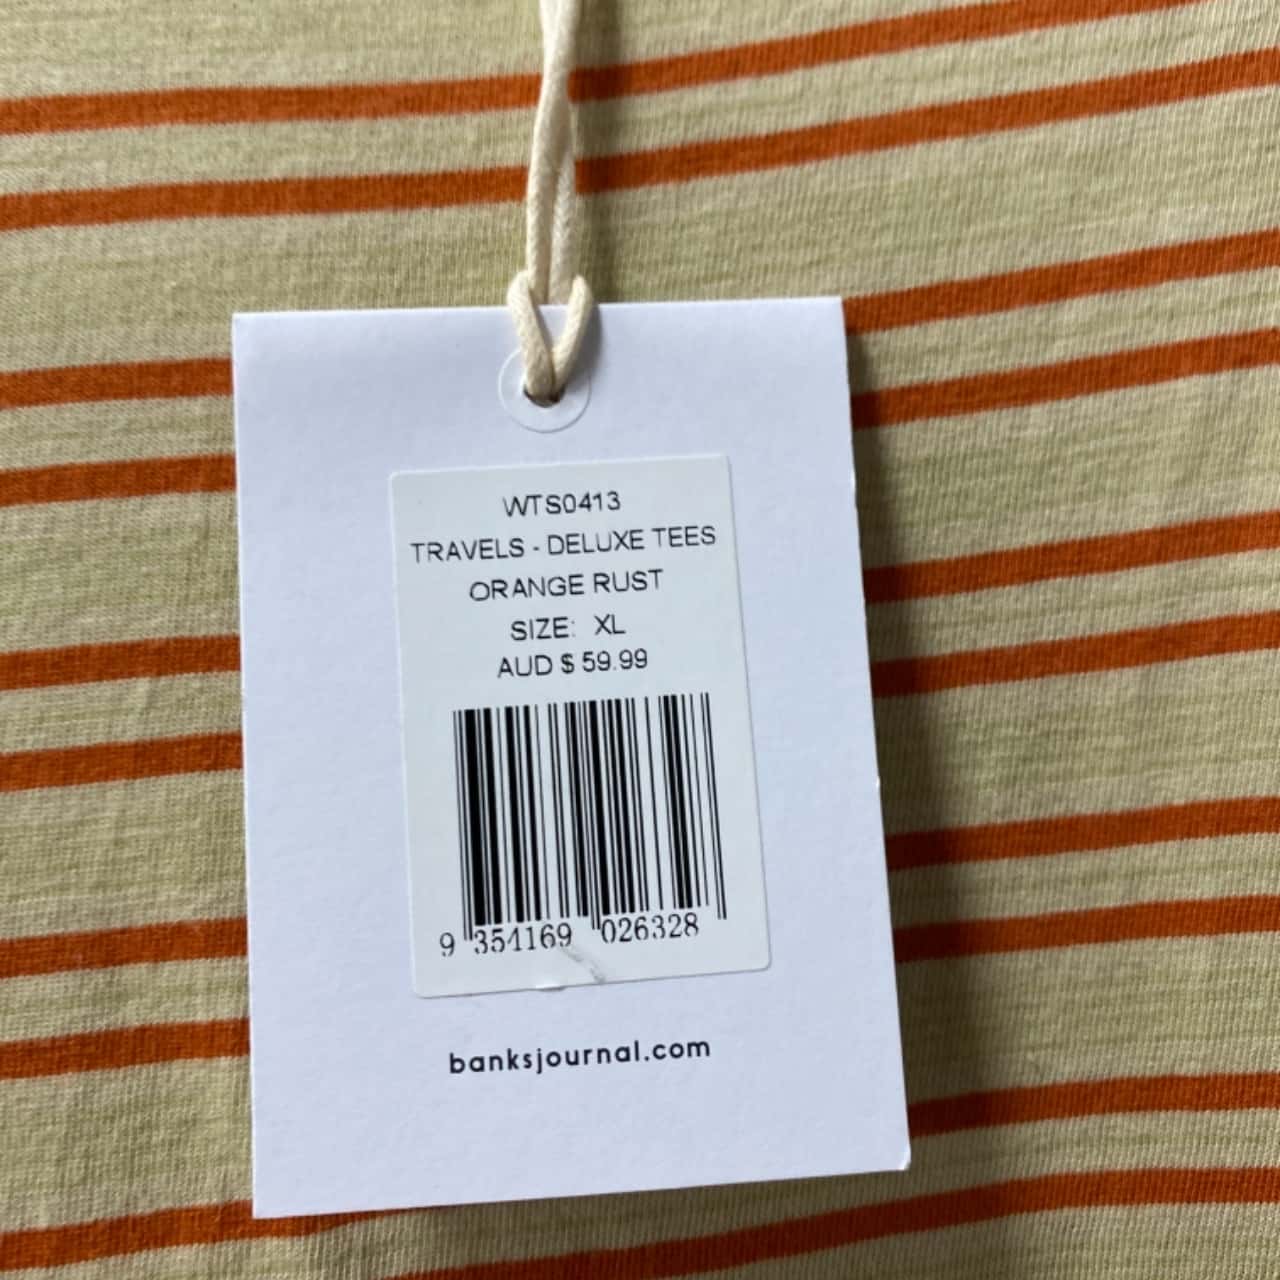 WTS0413
TRAVELS - DELUXE TEES
ORANGE RUST
SIZE: XL
AUD $ 59.99
9 354169 026328
banksjournal.com